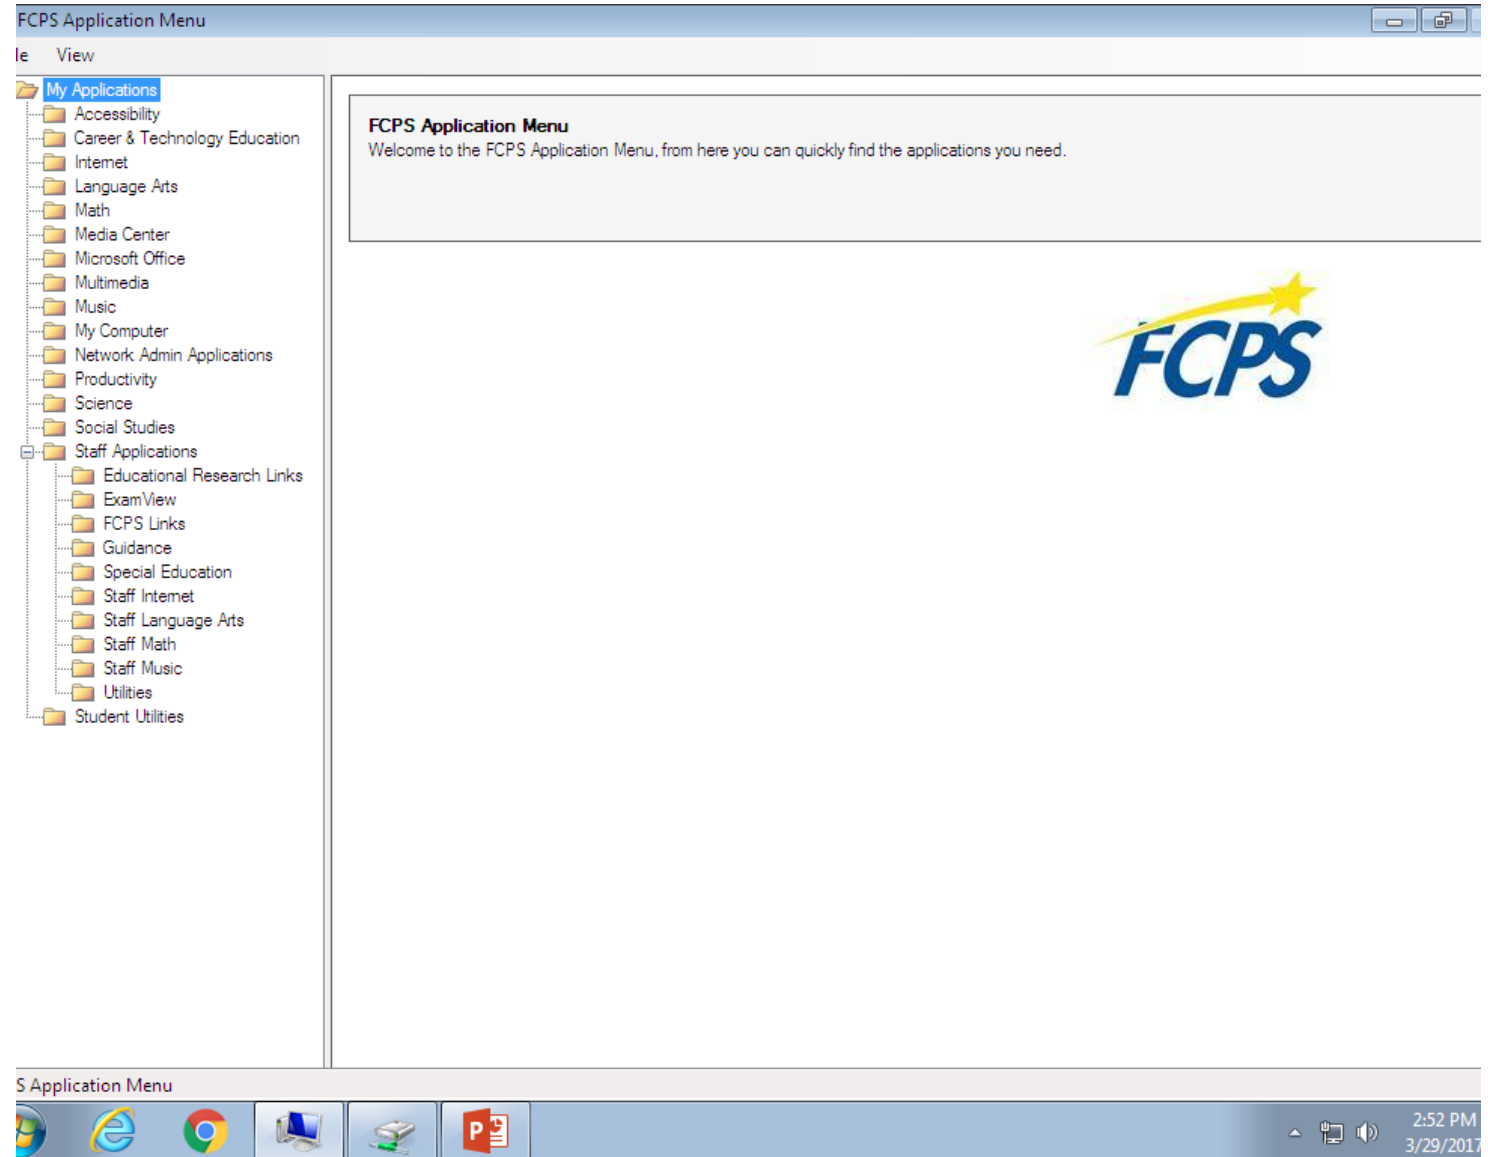 FCPS Application Menu
le View
My Applications
Accessibility
Career & Technology Education
Internet
Language Arts
Math
Media Center
Microsoft Office
Multimedia
Music
My Computer
Network Admin Applications
Productivity
Science
Social Studies
Staff Applications
Educational Research Links
ExamView
FCPS Links
Guidance
Special Education
Staff Internet
Staff Language Arts
Staff Math
Staff Music
Utilities
Student Utilities
FCPS Application Menu
Welcome to the FCPS Application Menu, from here you can quickly find the applications you need.
FCPS
S Application Menu
P
2:52 PM
3/29/2017